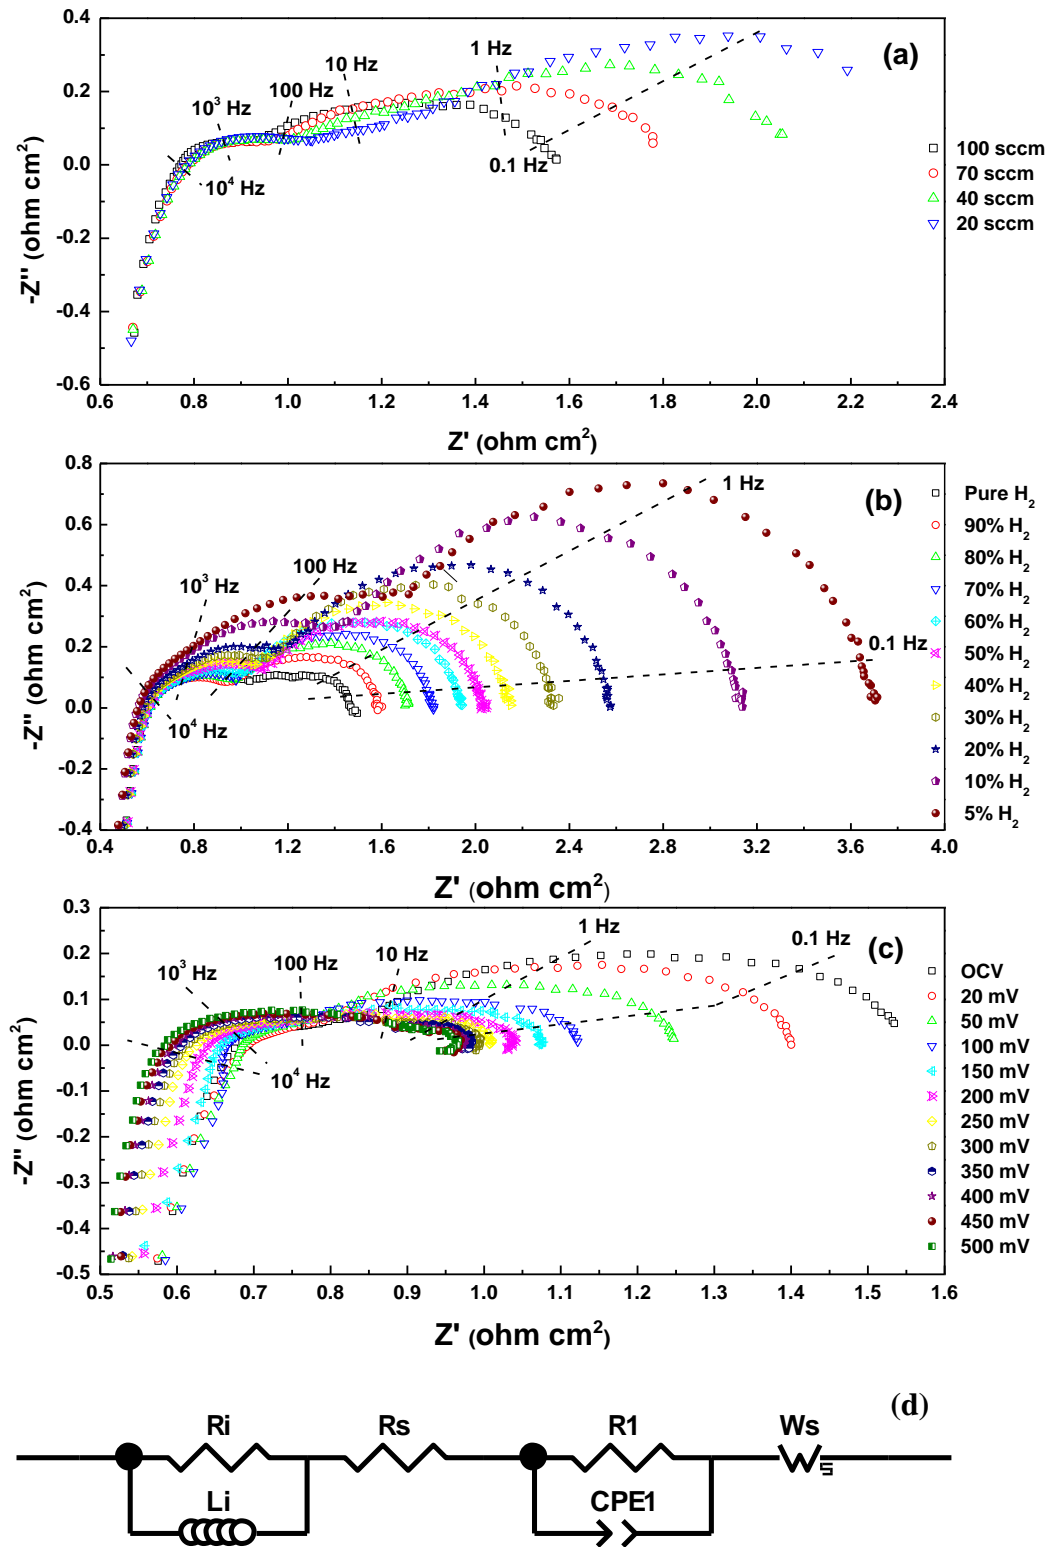 (a)
0.4
0.2
0.0
-0.2
-0.4
-0.6
-Z'' (ohm cm²)
10³ Hz
100 Hz
10 Hz
1 Hz
0.1 Hz
10⁴ Hz
100 sccm
70 sccm
40 sccm
20 sccm
0.6 0.8 1.0 1.2 1.4 1.6 1.8 2.0 2.2 2.4
Z' (ohm cm²)
(b)
0.8
0.6
0.4
0.2
0.0
-0.2
-0.4
-Z'' (ohm cm²)
10³ Hz
100 Hz
1 Hz
0.1 Hz
10⁴ Hz
Pure H₂
90% H₂
80% H₂
70% H₂
60% H₂
50% H₂
40% H₂
30% H₂
20% H₂
10% H₂
5% H₂
0.4 0.8 1.2 1.6 2.0 2.4 2.8 3.2 3.6 4.0
Z' (ohm cm²)
(c)
0.3
0.2
0.1
0.0
-0.1
-0.2
-0.3
-0.4
-0.5
-Z'' (ohm cm²)
10³ Hz
100 Hz
10 Hz
1 Hz
0.1 Hz
10⁴ Hz
OCV
20 mV
50 mV
100 mV
150 mV
200 mV
250 mV
300 mV
350 mV
400 mV
450 mV
500 mV
0.5 0.6 0.7 0.8 0.9 1.0 1.1 1.2 1.3 1.4 1.5 1.6
Z' (ohm cm²)
(d)
Ri Rs R1 Ws
Li CPE1